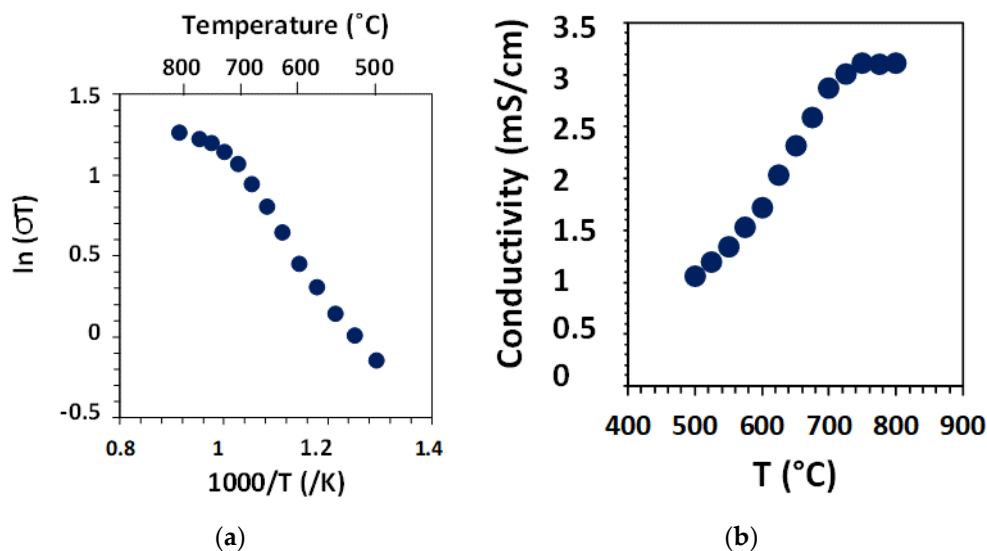 Temperature (˚C)
800 700 600 500
1.5
1
0.5
0
-0.5
ln (σT)
0.8 1 1.2 1.4
1000/T (/K)
(a)
3.5
3
2.5
2
1.5
1
0.5
0
Conductivity (mS/cm)
400 500 600 700 800 900
T (°C)
(b)